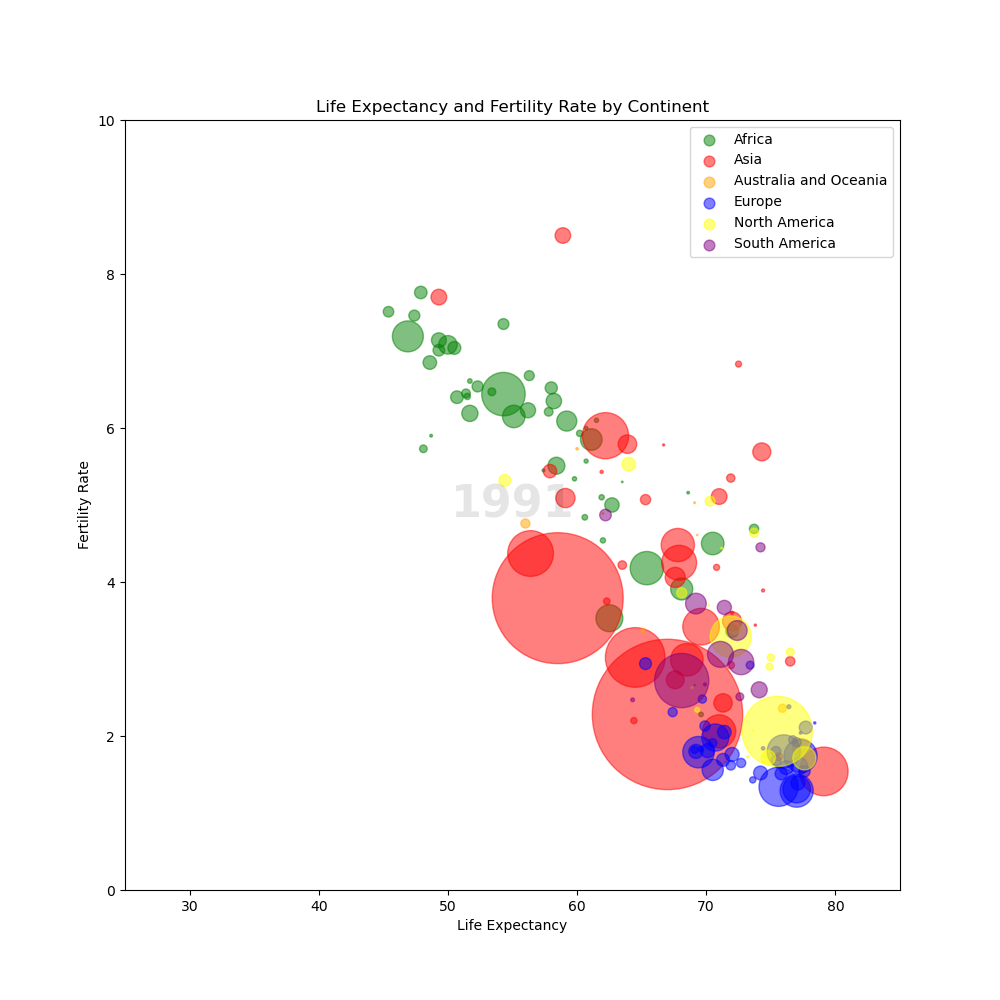 Life Expectancy and Fertility Rate by Continent
10
8
6
4
2
0
Fertility Rate
Africa
Asia
Australia and Oceania
Europe
North America
South America
1991
30 40 50 60 70 80
Life Expectancy